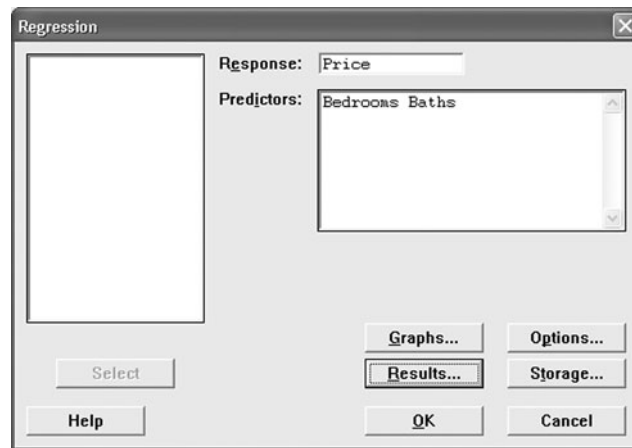 Regression
Response: Price
Predictors: Bedrooms Baths
Graphs... Options...
Select Results... Storage...
Help OK Cancel